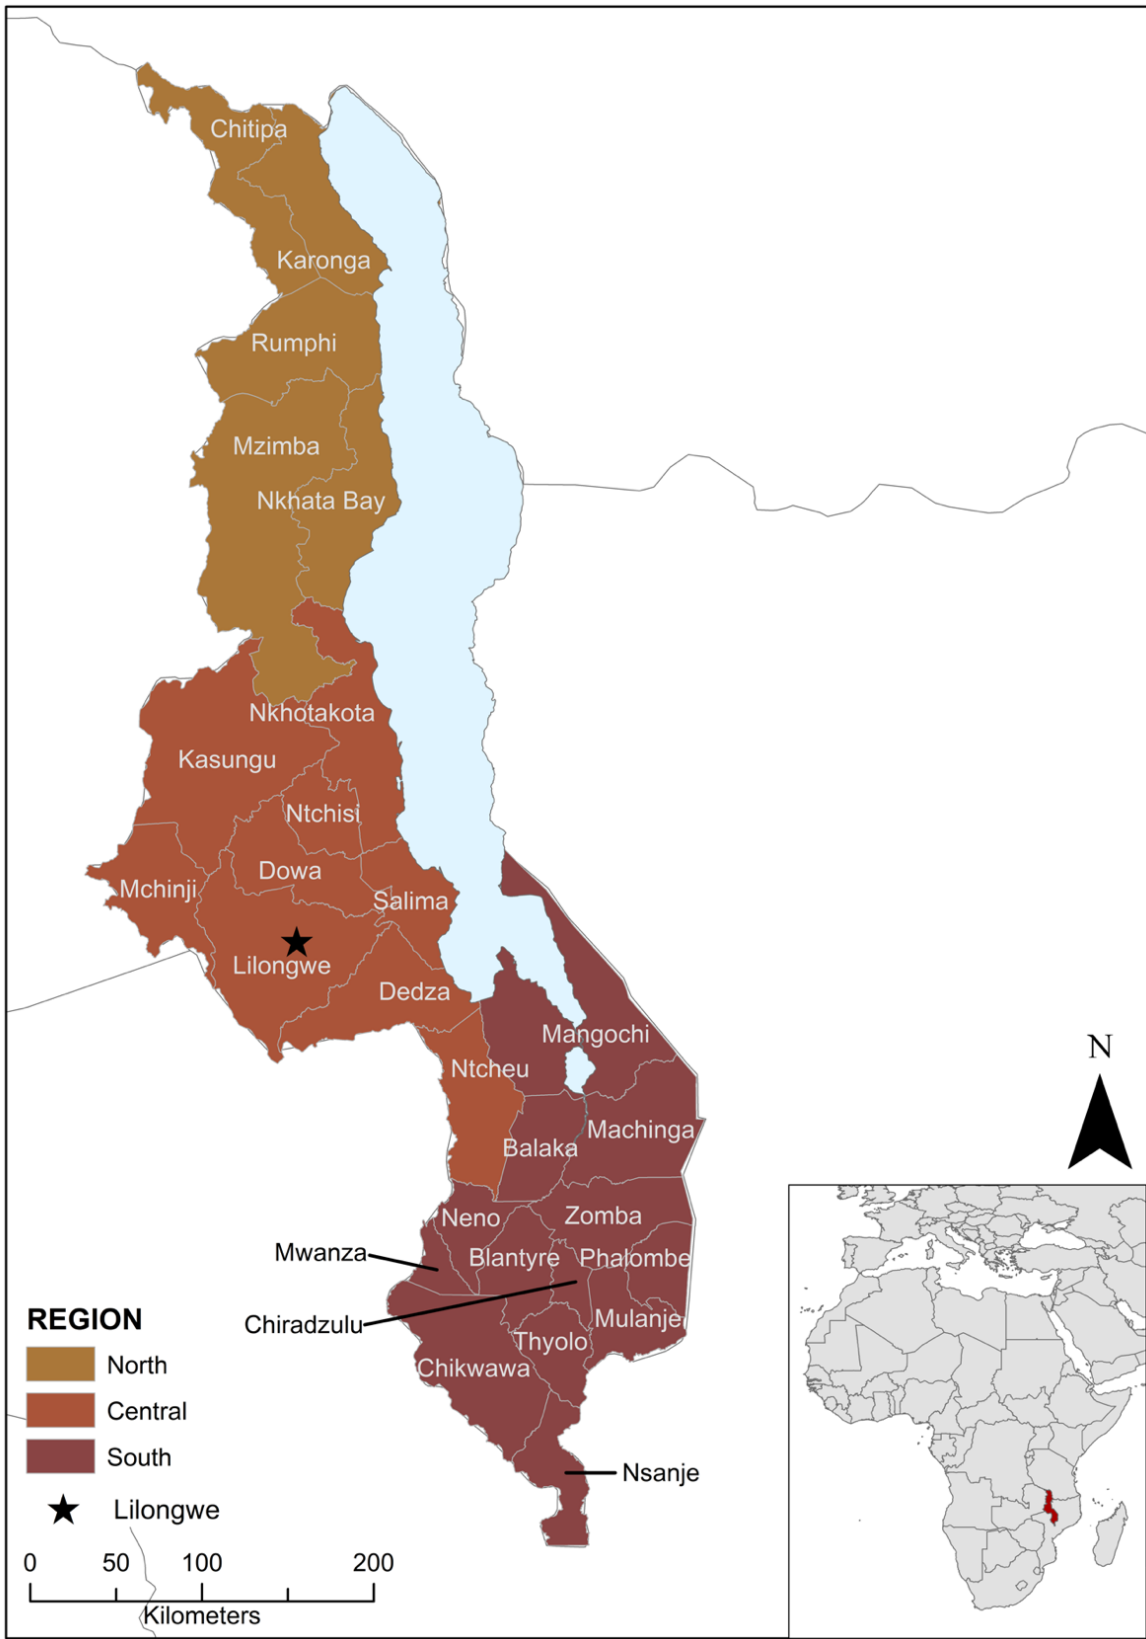 Chitipa
Karonga
Rumphi
Mzimba
Nkhata Bay
Nkhotakota
Kasungu
Ntchisi
Dowa
Mchinji
Salima
Lilongwe
Dedza
Mangochi
Ntcheu
Machinga
Balaka
Neno
Zomba
Mwanza
Blantyre
Phalombe
Chiradzulu
Mulanje
Thyolo
Chikwawa
Nsanje
N
REGION
North
Central
South
Lilongwe
0 50 100 200
Kilometers